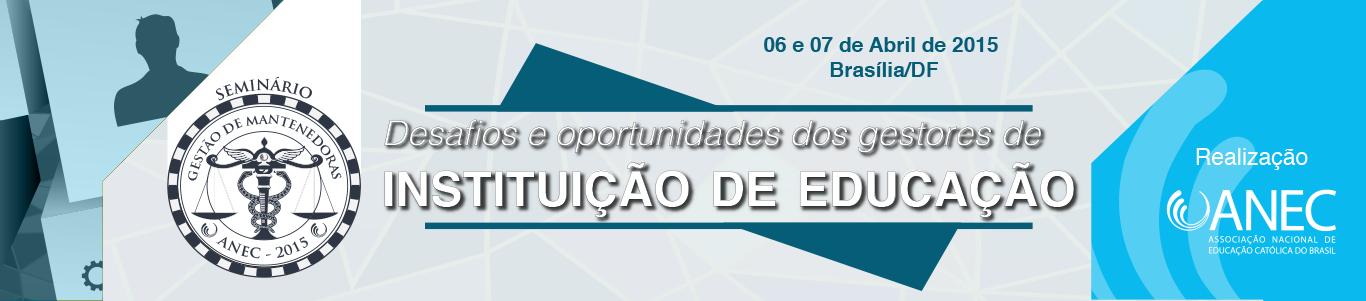 SEMINÁRIO
GESTÃO DE MANTENEDORAS
ANEC - 2015
06 e 07 de Abril de 2015
Brasília/DF
Desafios e oportunidades dos gestores de
INSTITUIÇÃO DE EDUCAÇÃO
Realização
ANEC
ASSOCIAÇÃO NACIONAL DE
EDUCAÇÃO CATÓLICA DO BRASIL